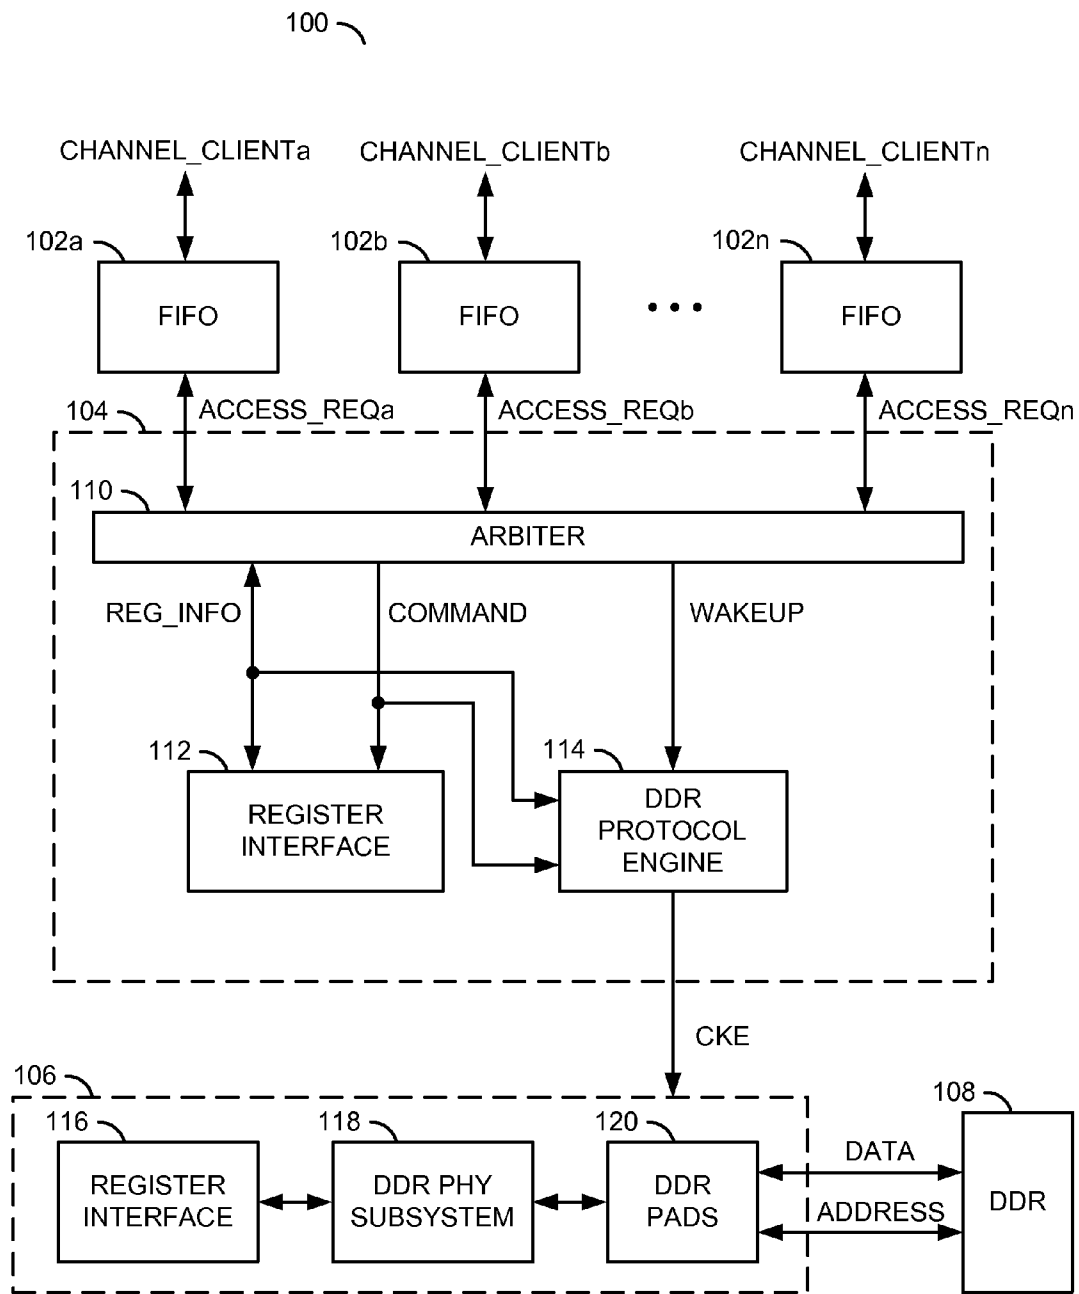 100
CHANNEL_CLIENTa
CHANNEL_CLIENTb
CHANNEL_CLIENTn
102a
102b
102n
FIFO
FIFO
• • •
FIFO
104
ACCESS_REQa
ACCESS_REQb
ACCESS_REQn
110
ARBITER
REG_INFO
COMMAND
WAKEUP
112
114
REGISTER
INTERFACE
DDR
PROTOCOL
ENGINE
CKE
106
116
118
120
108
REGISTER
INTERFACE
DDR PHY
SUBSYSTEM
DDR
PADS
DATA
ADDRESS
DDR